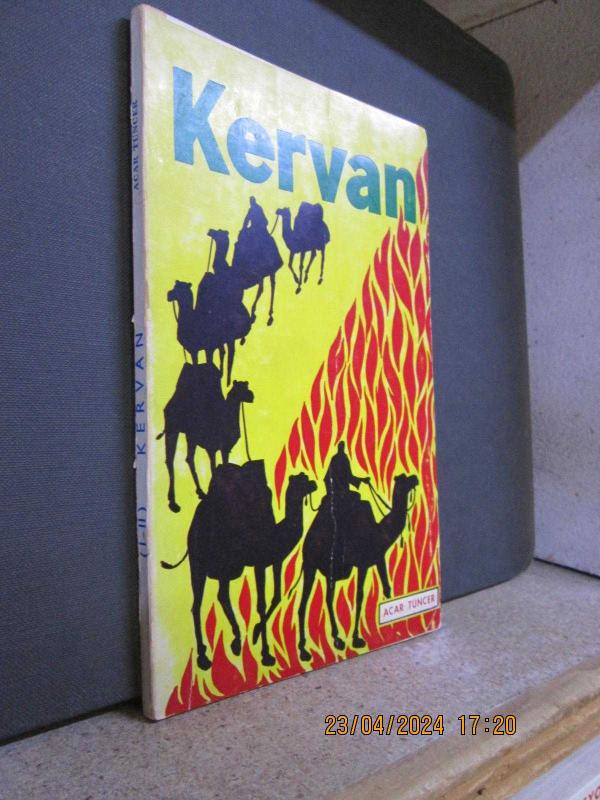 Kervan
ACAR TUNCER
ACAR TUNCER
KERVAN
(I-II)
23/04/2024 17:20